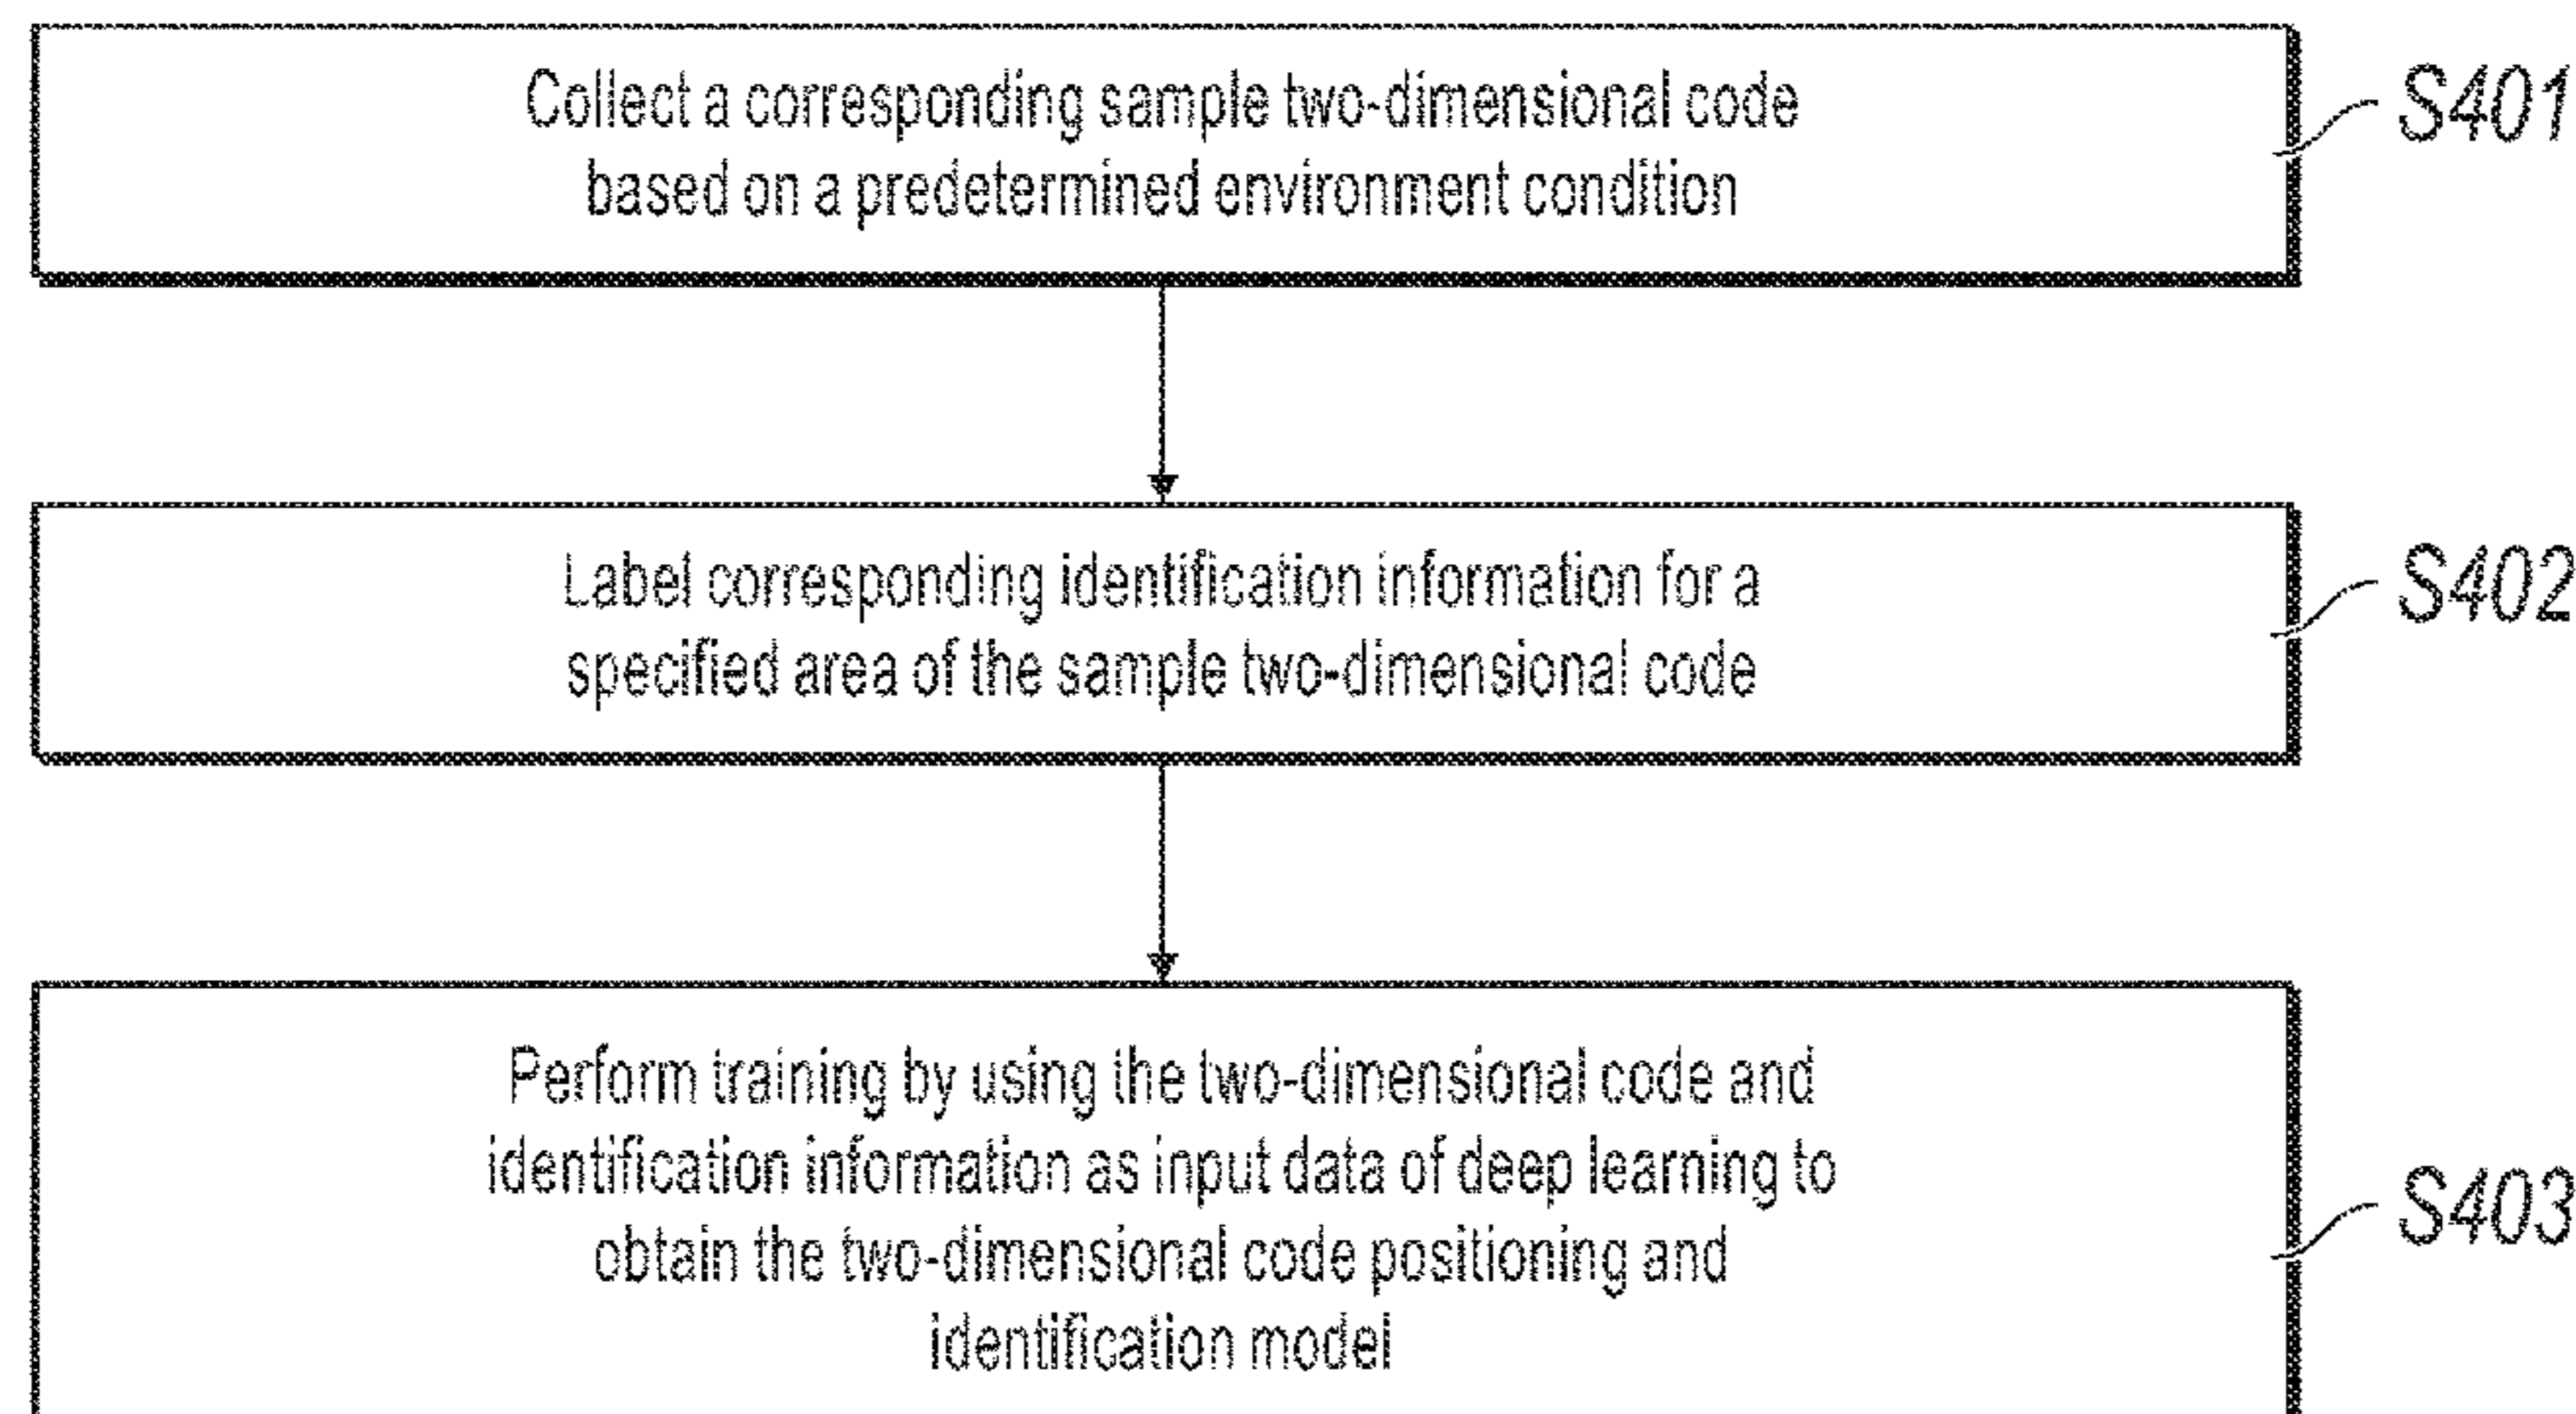 Collect a corresponding sample two-dimensional code
based on a predetermined environment condition
S401
Label corresponding identification information for a
specified area of the sample two-dimensional code
S402
Perform training by using the two-dimensional code and
identification information as input data of deep learning to
obtain the two-dimensional code positioning and
identification model
S403